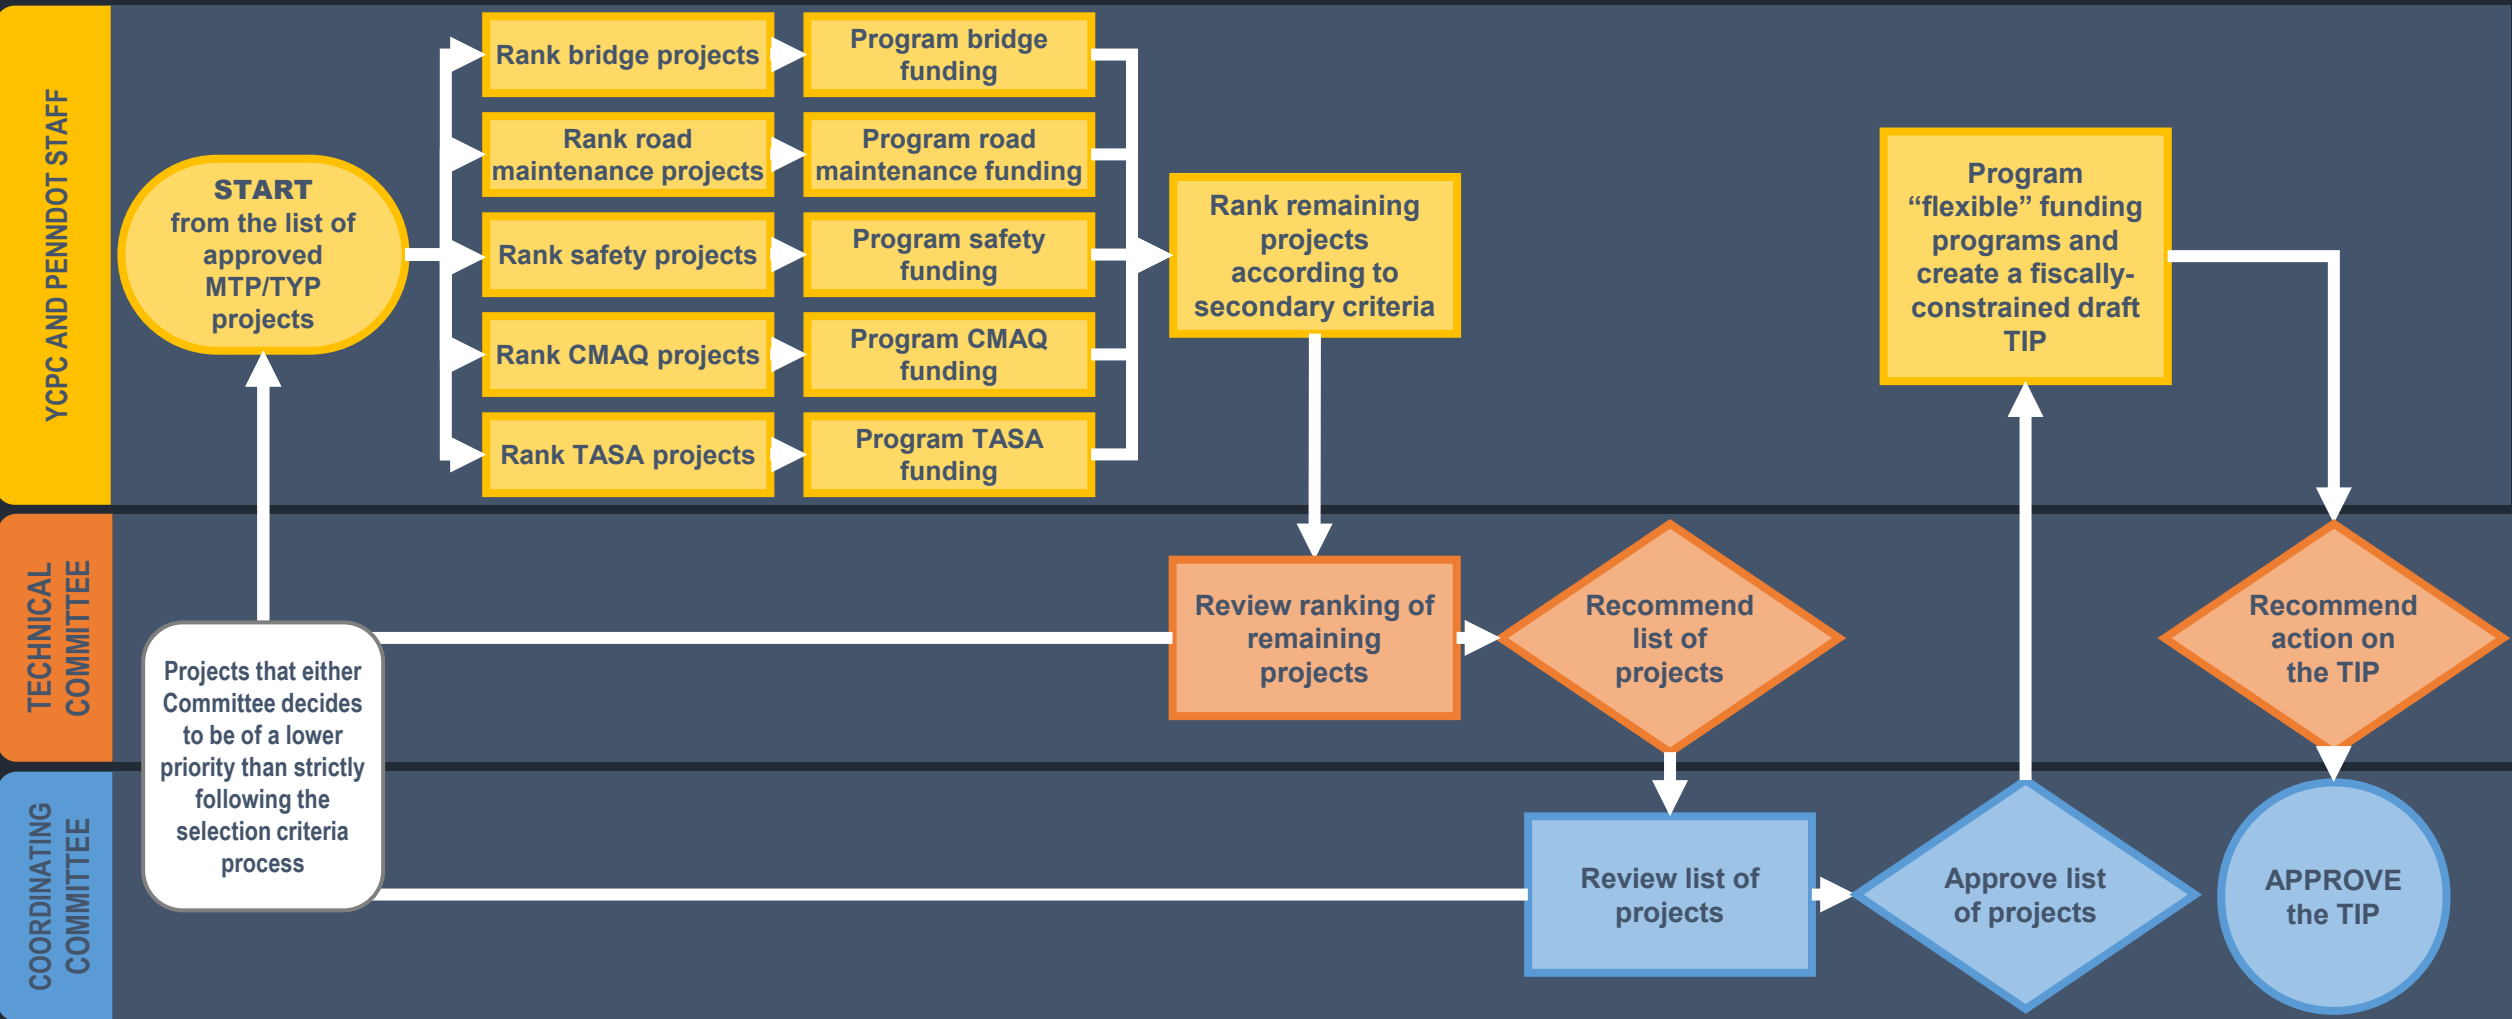 YCPC AND PENNDOT STAFF
START
from the list of
approved
MTP/TYP
projects
Rank bridge projects
Program bridge
funding
Rank road
maintenance projects
Program road
maintenance funding
Rank safety projects
Program safety
funding
Rank CMAQ projects
Program CMAQ
funding
Rank TASA projects
Program TASA
funding
Rank remaining
projects
according to
secondary criteria
Program
“flexible” funding
programs and
create a fiscally-
constrained draft
TIP
TECHNICAL
COMMITTEE
Projects that either
Committee decides
to be of a lower
priority than strictly
following the
selection criteria
process
Review ranking of
remaining
projects
Recommend
list of
projects
Recommend
action on
the TIP
COORDINATING
COMMITTEE
Review list of
projects
Approve list
of projects
APPROVE
the TIP